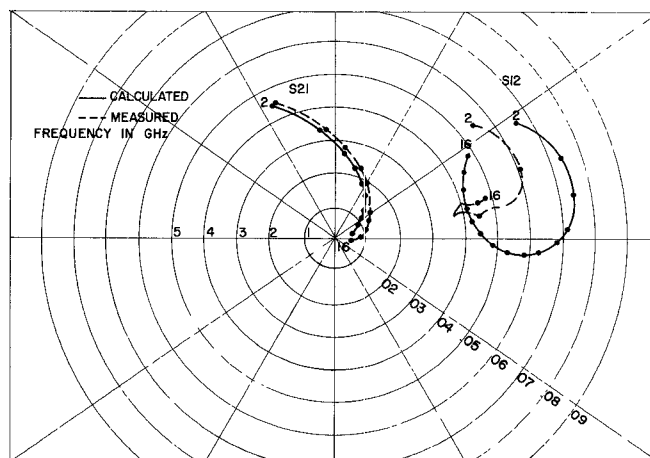 S21
S12
2
2
2
CALCULATED
MEASURED
FREQUENCY IN GHz
16
16
5 4 3 2
16
.02
.03
.04
.05
.06
.07
.08
.09